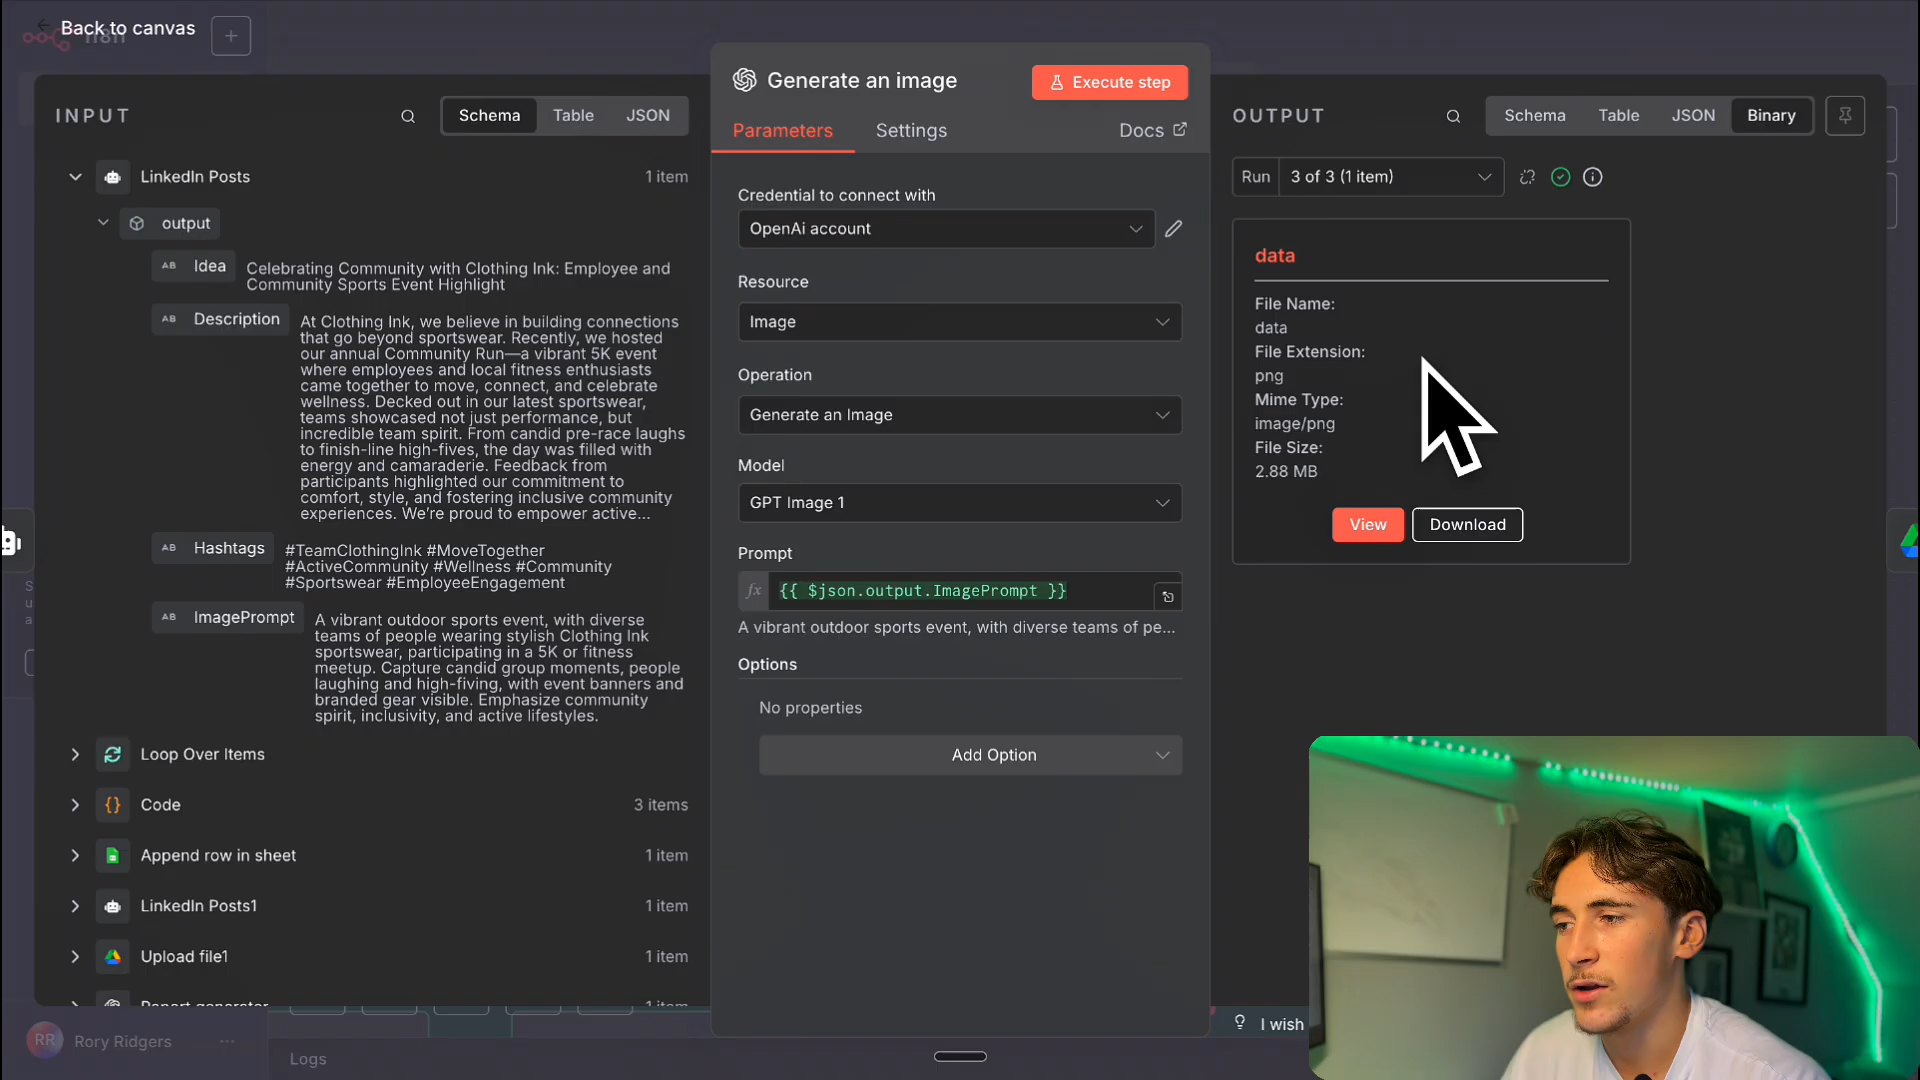 Back to canvas
n8n
INPUT
Schema
Table
JSON
LinkedIn Posts
1 item
output
AB Idea
Celebrating Community with Clothing Ink: Employee and
Community Sports Event Highlight
AB Description
At Clothing Ink, we believe in building connections
that go beyond sportswear. Recently, we hosted
our annual Community Run—a vibrant 5K event
where employees and local fitness enthusiasts
came together to move, connect, and celebrate
wellness. Decked out in our latest sportswear,
teams showcased not just performance, but
incredible team spirit. From candid pre-race laughs
to finish-line high-fives, the day was filled with
energy and camaraderie. Feedback from
participants highlighted our commitment to
comfort, style, and fostering inclusive community
experiences. We’re proud to empower active...
AB Hashtags
#TeamClothingInk #MoveTogether
#ActiveCommunity #Wellness #Community
#Sportswear #EmployeeEngagement
AB ImagePrompt
A vibrant outdoor sports event, with diverse
teams of people wearing stylish Clothing Ink
sportswear, participating in a 5K or fitness
meetup. Capture candid group moments, people
laughing and high-fiving, with event banners and
branded gear visible. Emphasize community
spirit, inclusivity, and active lifestyles.
Loop Over Items
Code
3 items
Append row in sheet
1 item
LinkedIn Posts1
1 item
Upload file1
1 item
Report generator
1 item
RR Rory Ridgers
Logs
Generate an image
Execute step
Parameters
Settings
Docs
Credential to connect with
OpenAi account
Resource
Image
Operation
Generate an Image
Model
GPT Image 1
Prompt
fx {{ $json.output.ImagePrompt }}
A vibrant outdoor sports event, with diverse teams of pe...
Options
No properties
Add Option
OUTPUT
Schema
Table
JSON
Binary
Run 3 of 3 (1 item)
data
File Name:
data
File Extension:
png
Mime Type:
image/png
File Size:
2.88 MB
View
Download
I wish